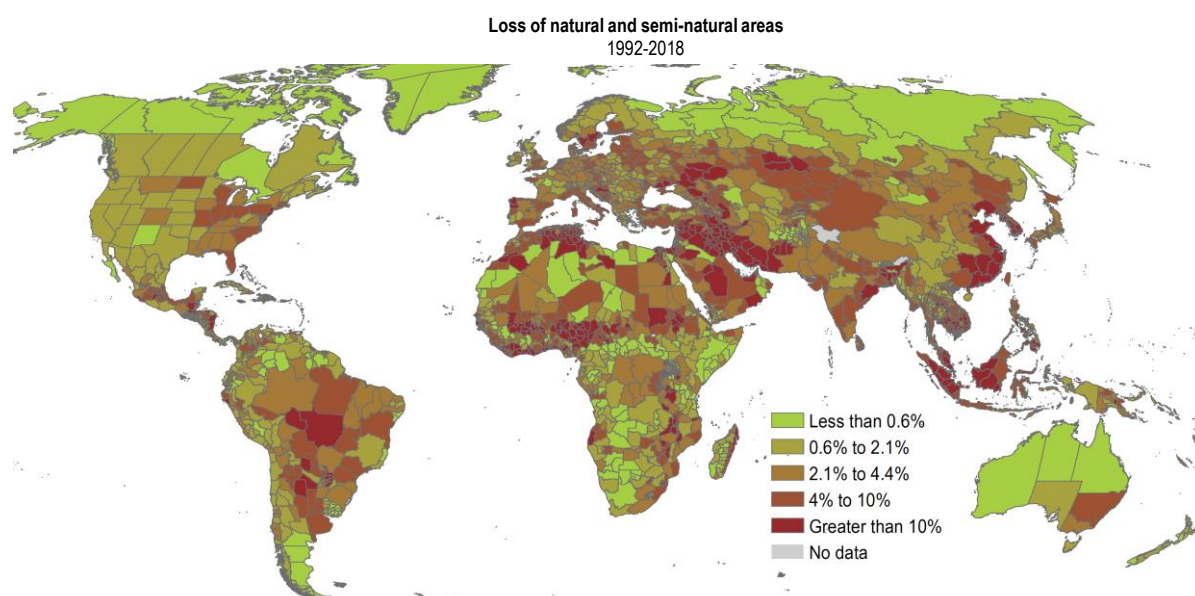 Loss of natural and semi-natural areas
1992-2018
Less than 0.6%
0.6% to 2.1%
2.1% to 4.4%
4% to 10%
Greater than 10%
No data